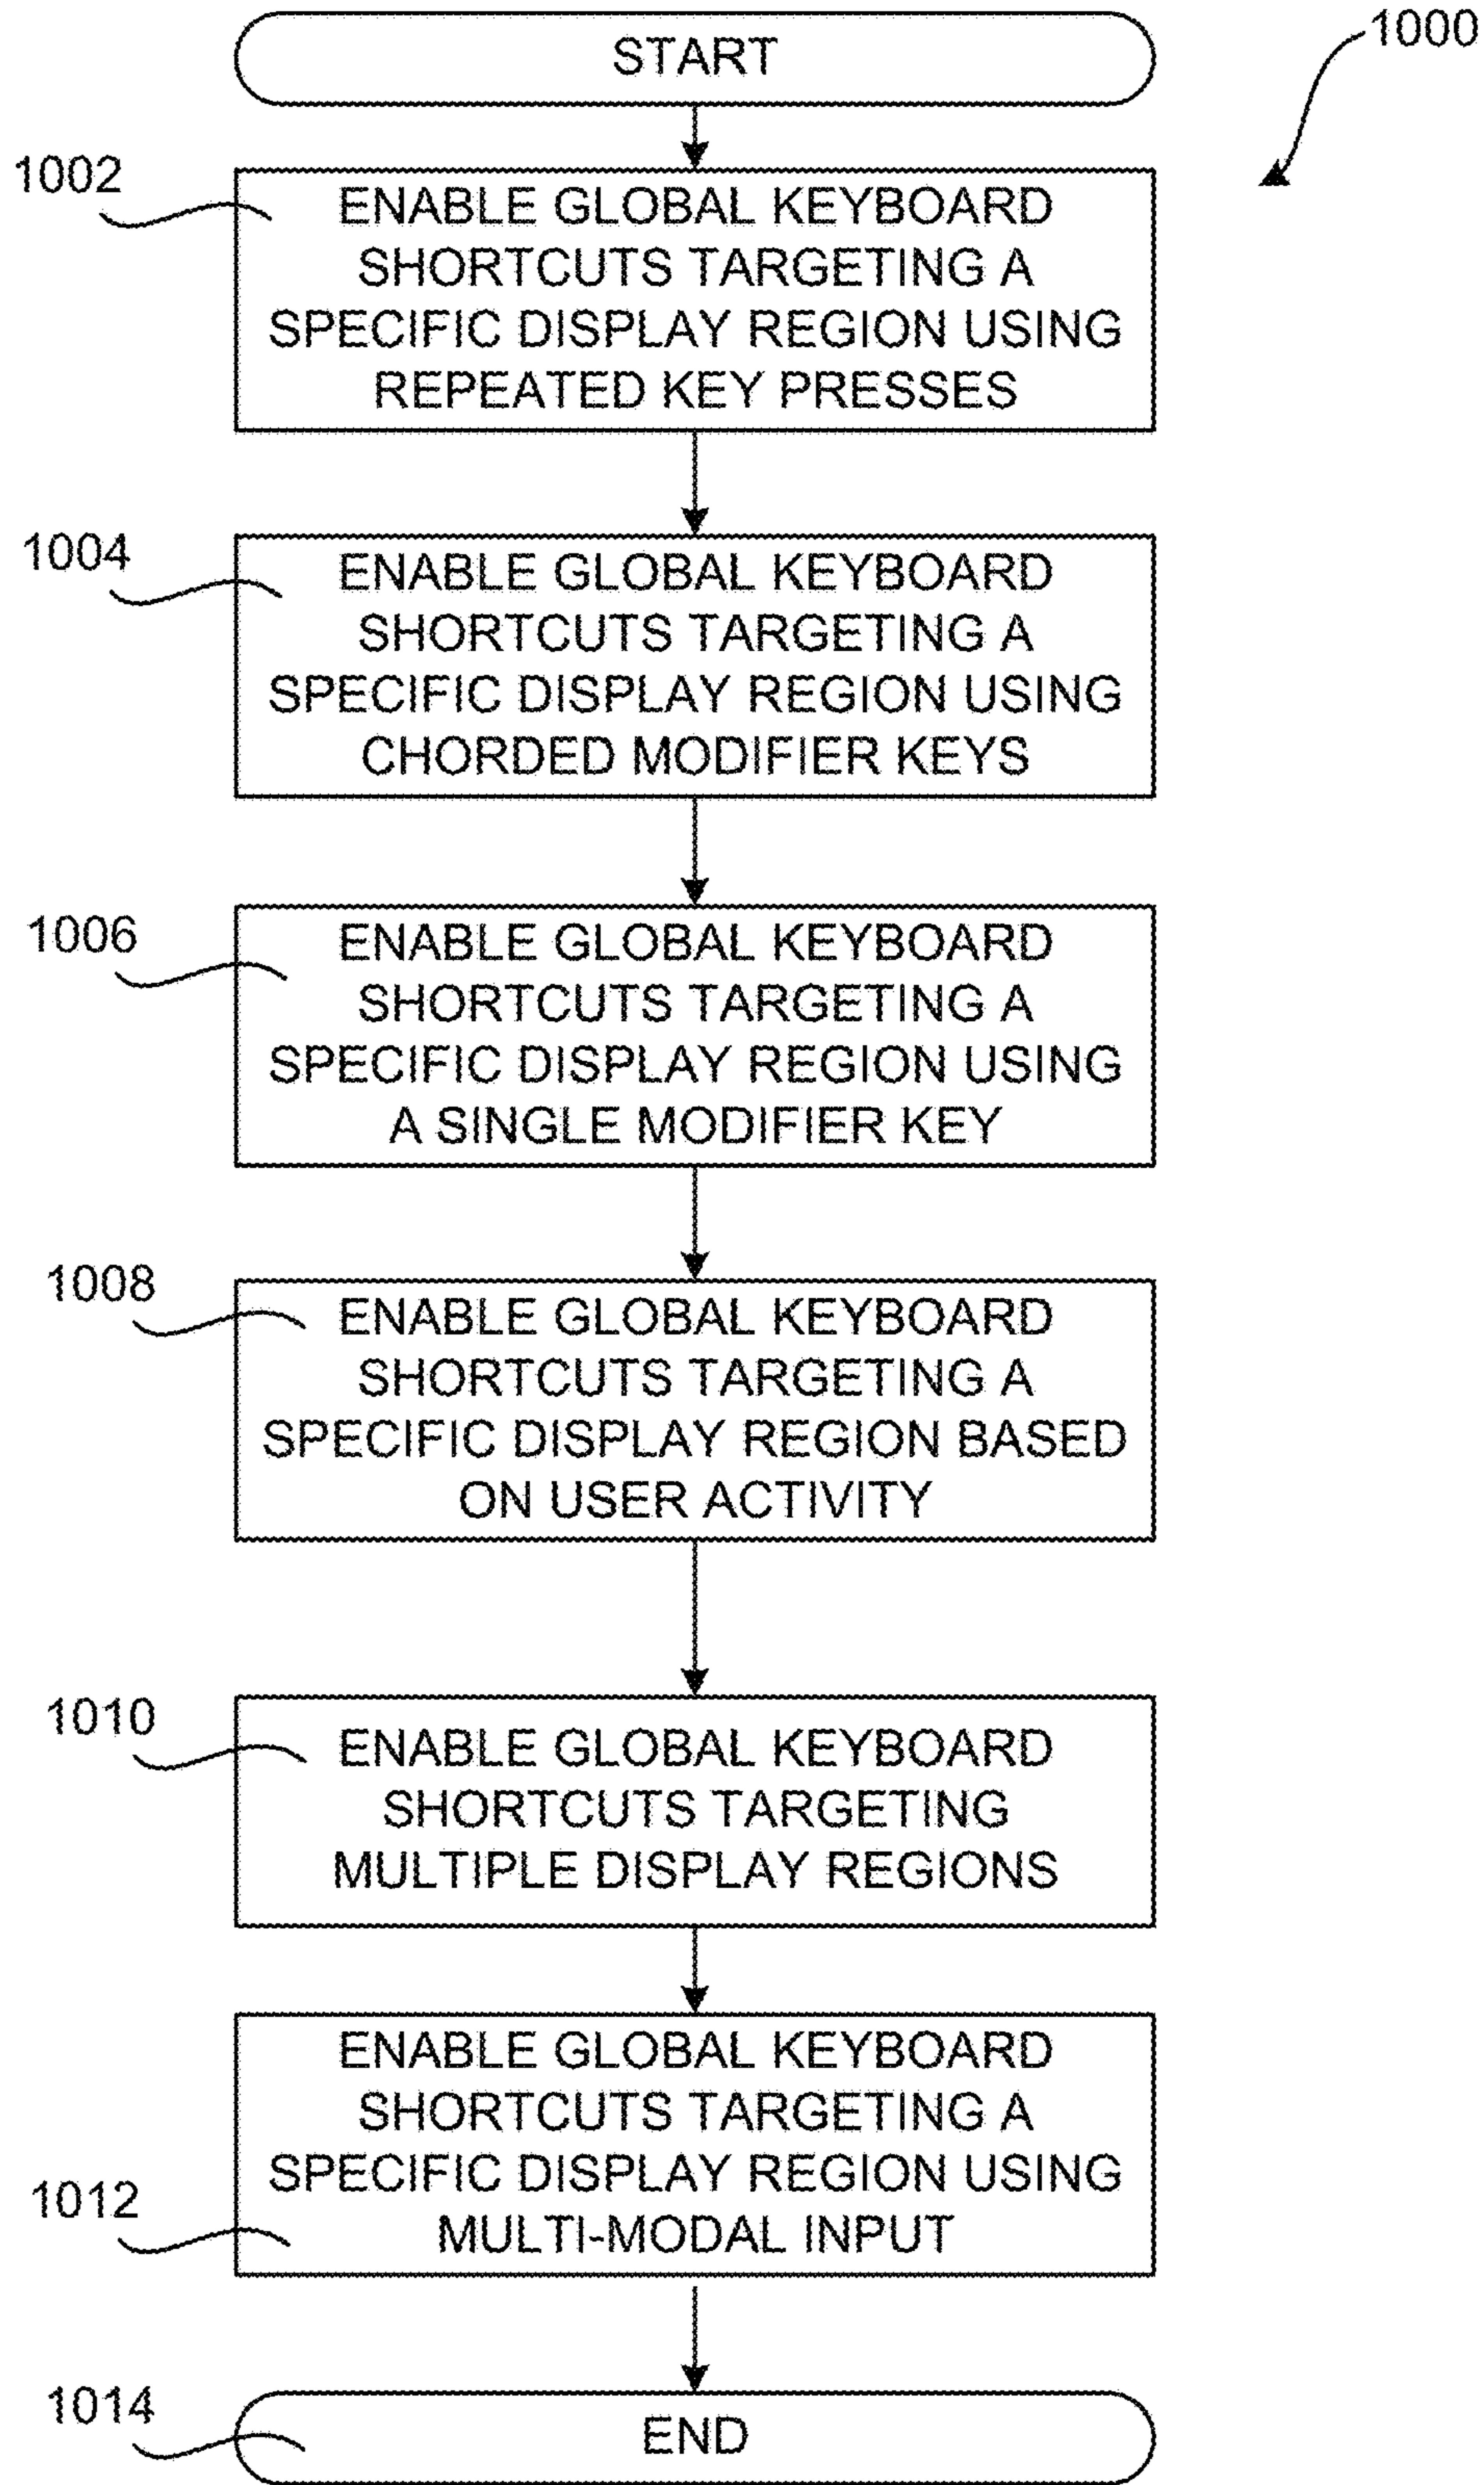 START
1000
1002
ENABLE GLOBAL KEYBOARD
SHORTCUTS TARGETING A
SPECIFIC DISPLAY REGION USING
REPEATED KEY PRESSES
1004
ENABLE GLOBAL KEYBOARD
SHORTCUTS TARGETING A
SPECIFIC DISPLAY REGION USING
CHORDED MODIFIER KEYS
1006
ENABLE GLOBAL KEYBOARD
SHORTCUTS TARGETING A
SPECIFIC DISPLAY REGION USING
A SINGLE MODIFIER KEY
1008
ENABLE GLOBAL KEYBOARD
SHORTCUTS TARGETING A
SPECIFIC DISPLAY REGION BASED
ON USER ACTIVITY
1010
ENABLE GLOBAL KEYBOARD
SHORTCUTS TARGETING
MULTIPLE DISPLAY REGIONS
1012
ENABLE GLOBAL KEYBOARD
SHORTCUTS TARGETING A
SPECIFIC DISPLAY REGION USING
MULTI-MODAL INPUT
1014
END